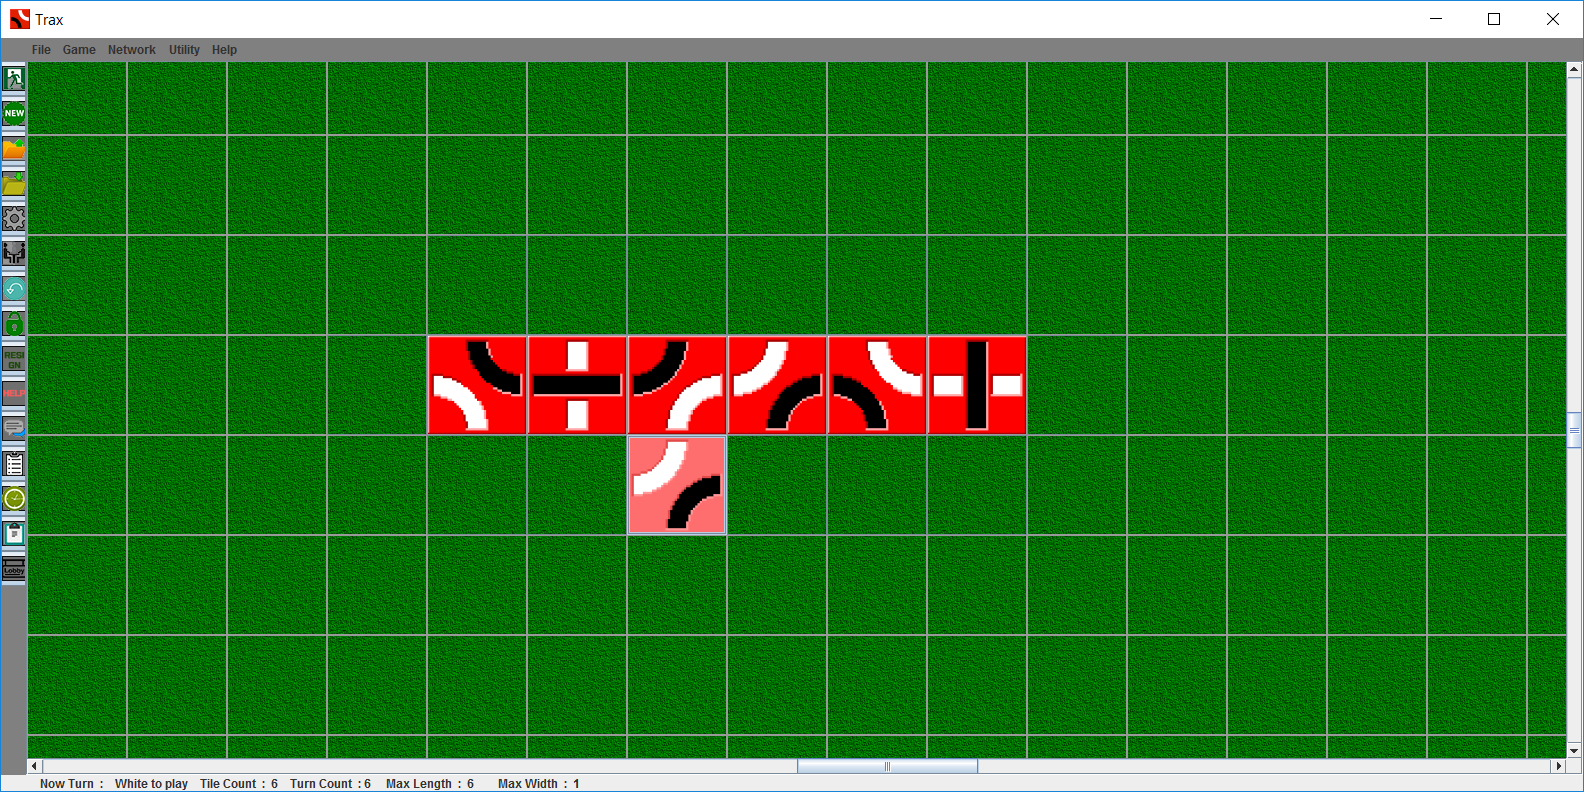 Trax
File Game Network Utility Help
NEW
RESI
GN
HELP
Lobby
Now Turn : White to play Tile Count : 6 Turn Count : 6 Max Length : 6 Max Width : 1